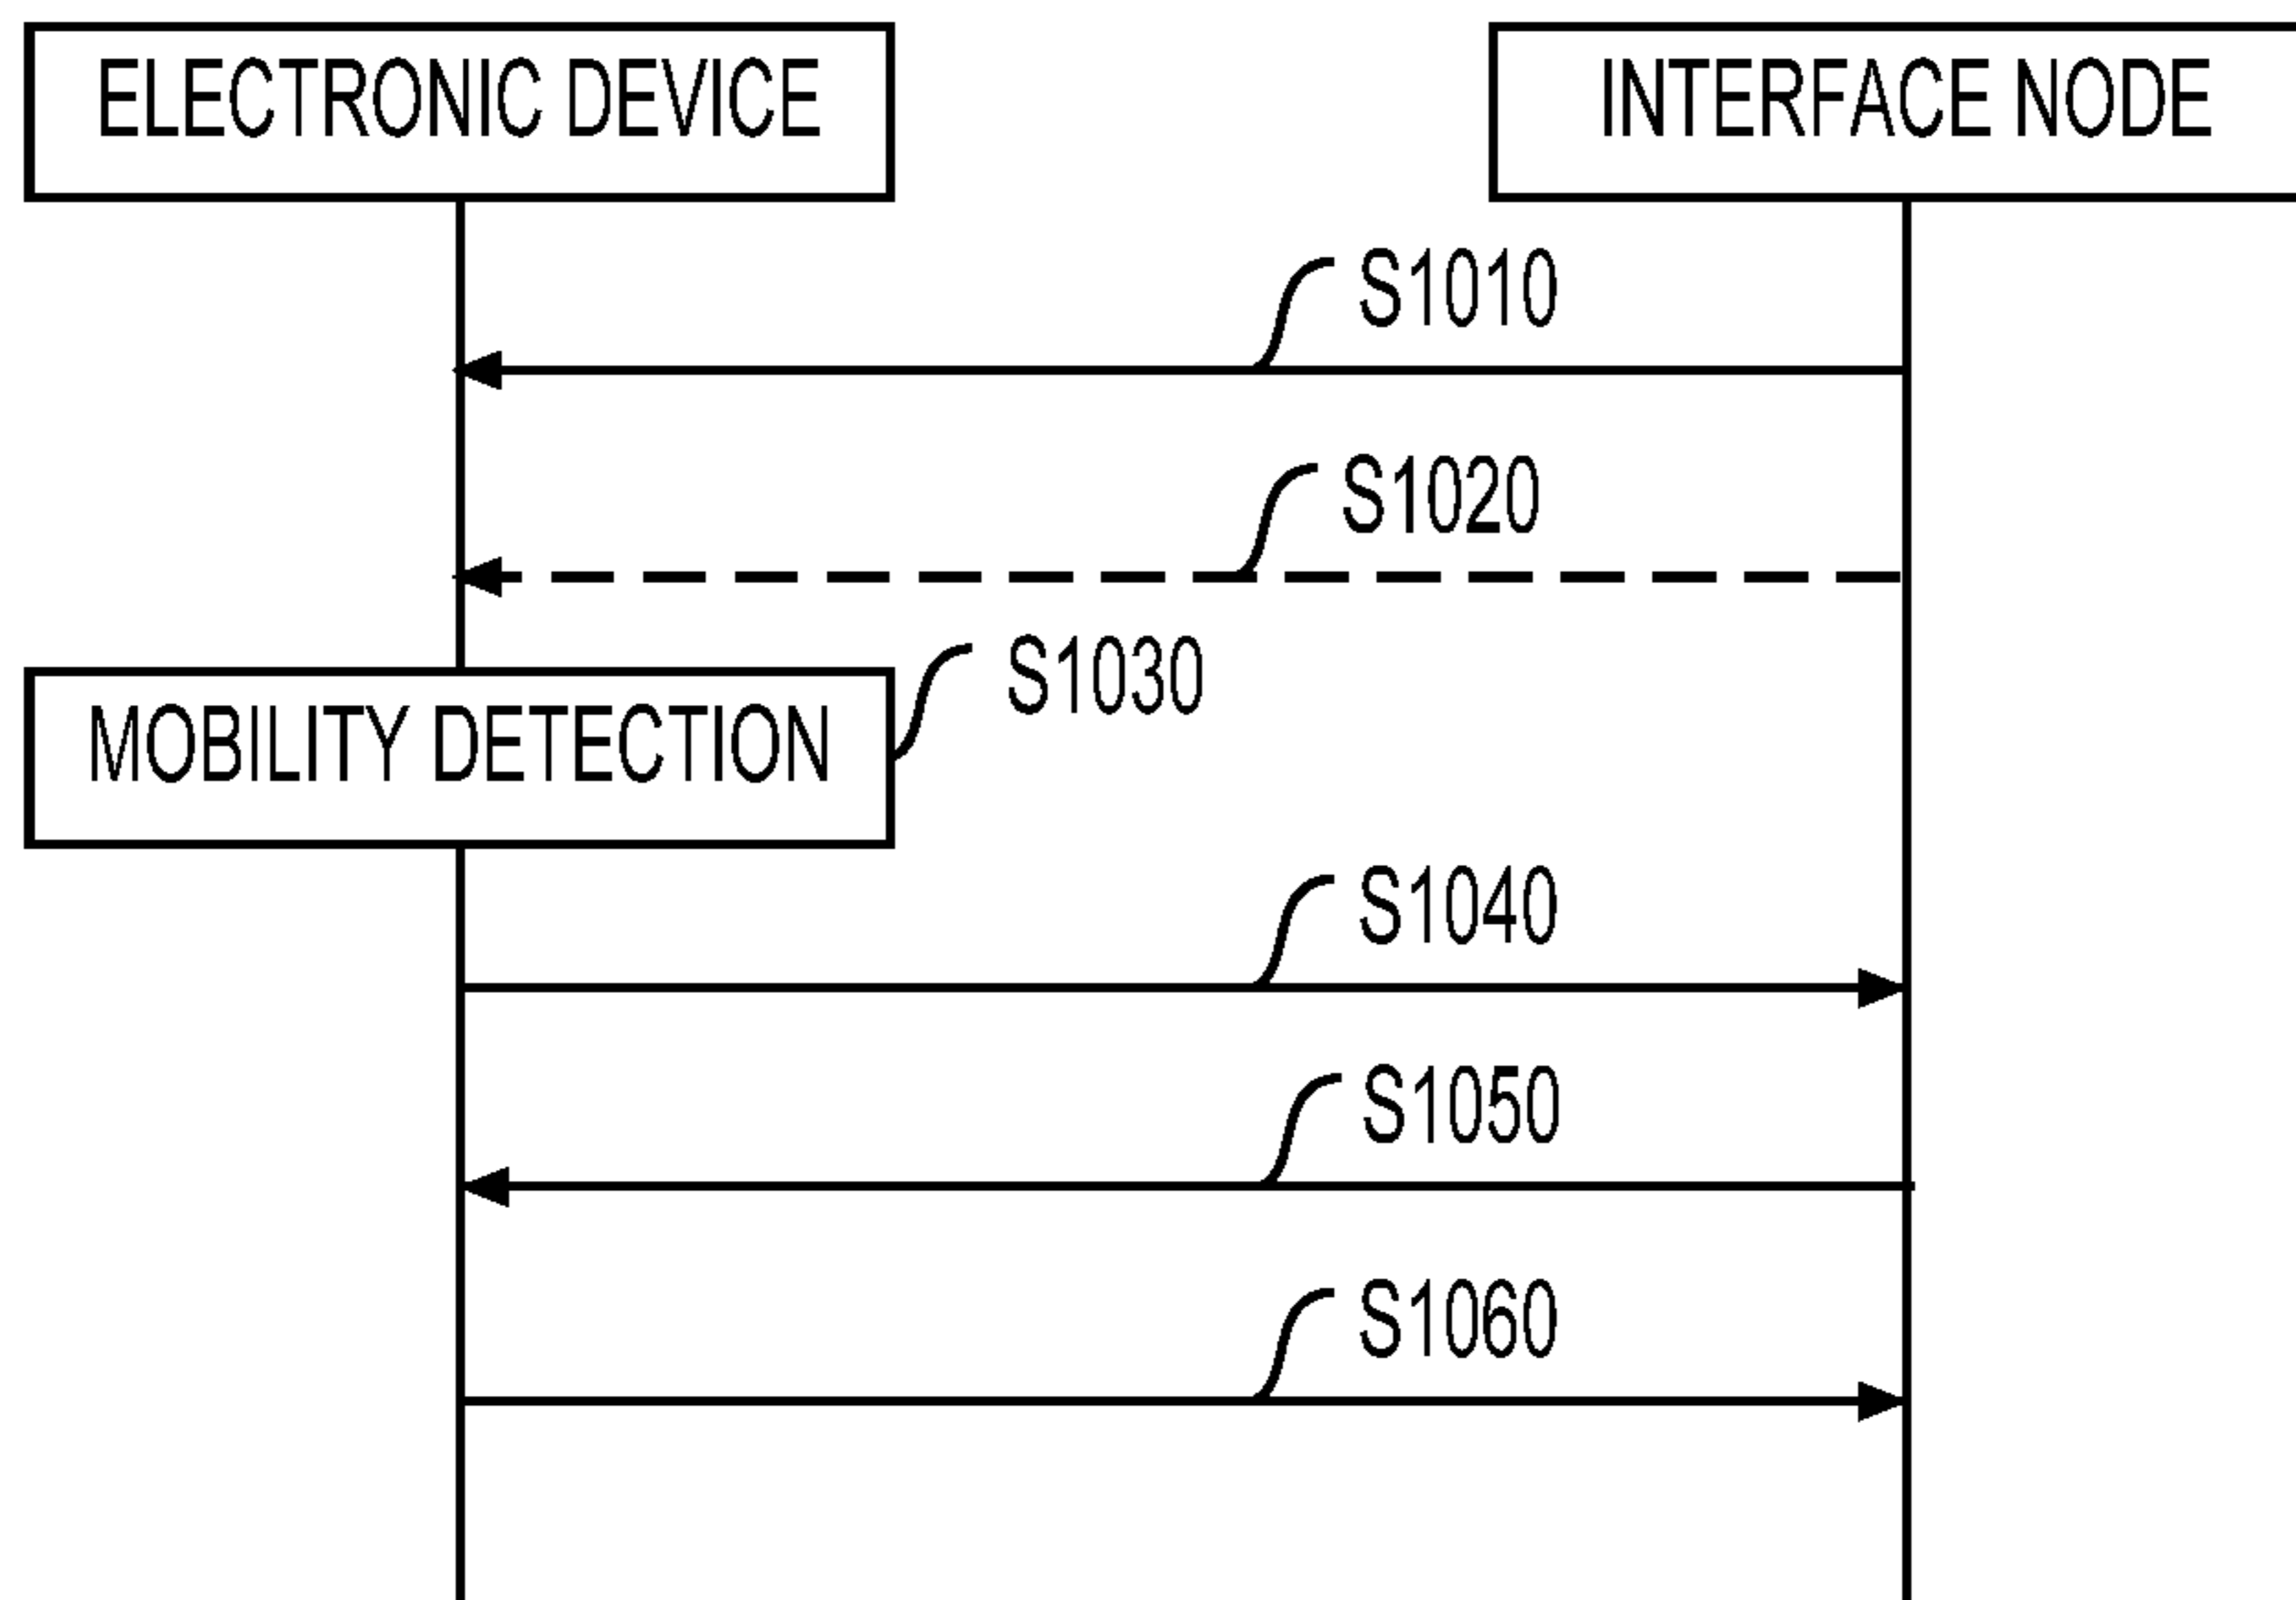 ELECTRONIC DEVICE
INTERFACE NODE
S1010
S1020
S1030
MOBILITY DETECTION
S1040
S1050
S1060